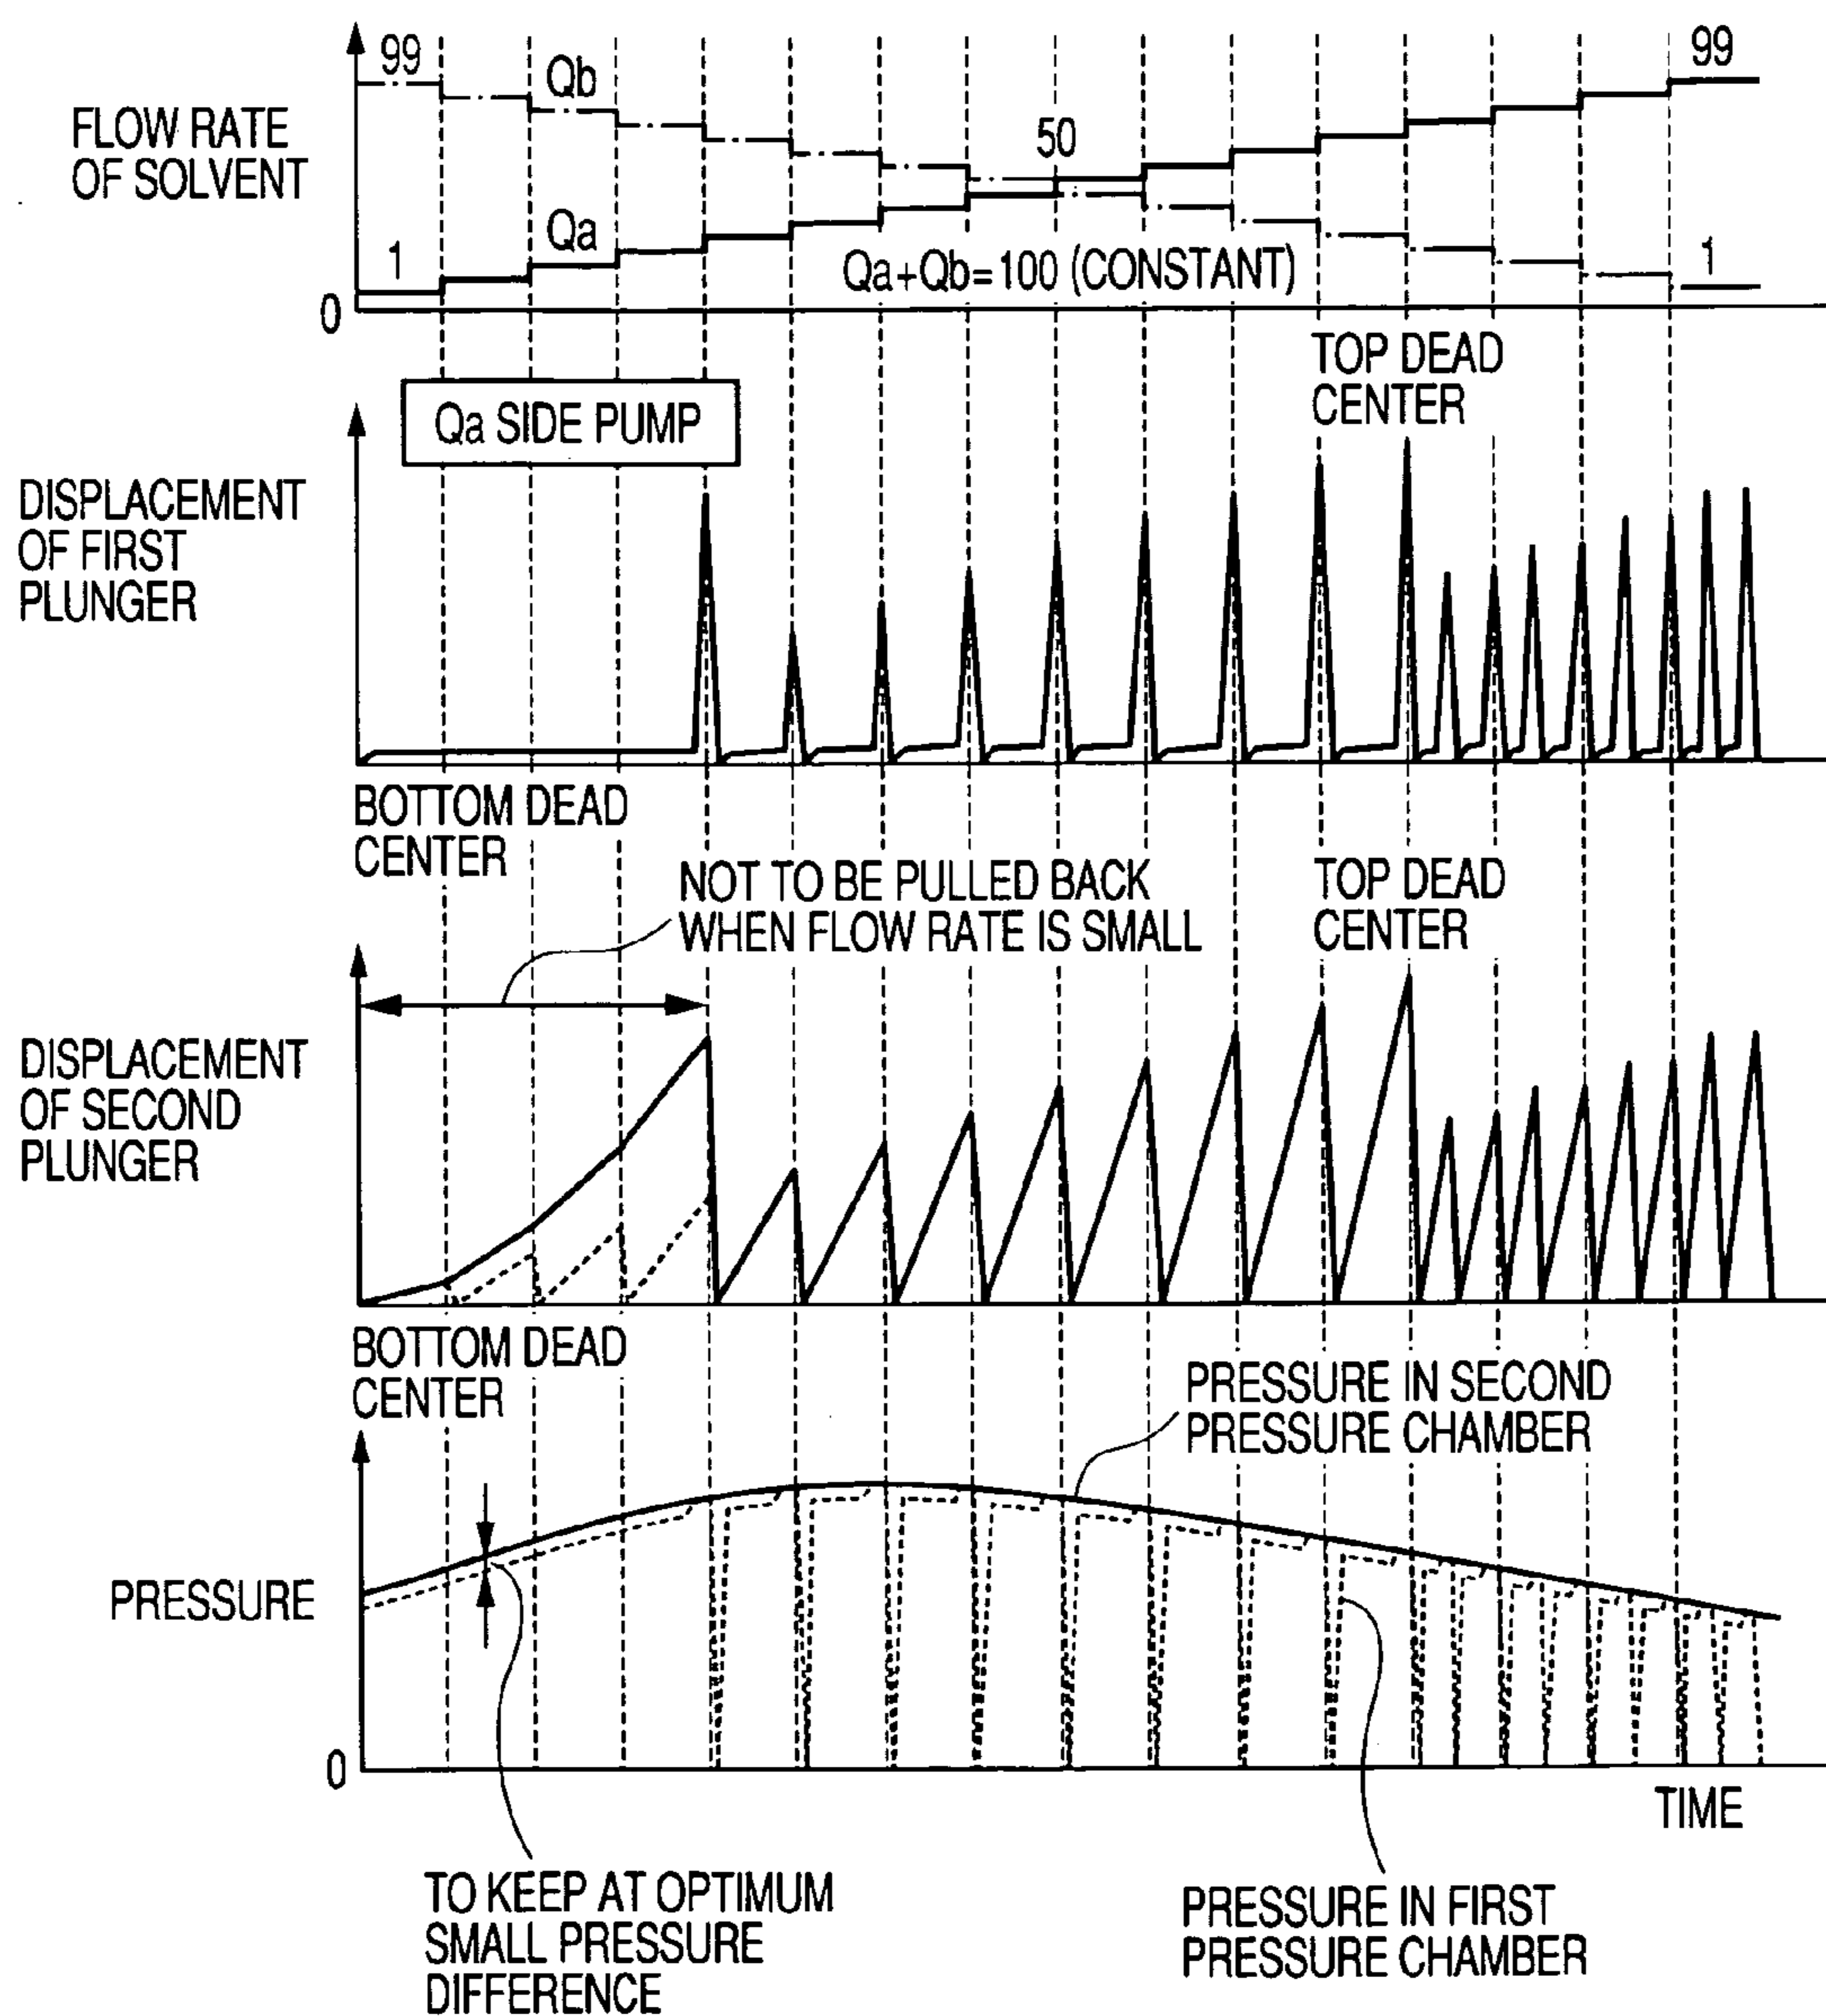 99
Qb
99
FLOW RATE
OF SOLVENT
50
Qa
1
Qa+Qb=100 (CONSTANT)
1
0
TOP DEAD
CENTER
Qa SIDE PUMP
DISPLACEMENT
OF FIRST
PLUNGER
BOTTOM DEAD
CENTER
NOT TO BE PULLED BACK
WHEN FLOW RATE IS SMALL
TOP DEAD
CENTER
DISPLACEMENT
OF SECOND
PLUNGER
BOTTOM DEAD
CENTER
PRESSURE IN SECOND
PRESSURE CHAMBER
PRESSURE
0
TIME
TO KEEP AT OPTIMUM
SMALL PRESSURE
DIFFERENCE
PRESSURE IN FIRST
PRESSURE CHAMBER